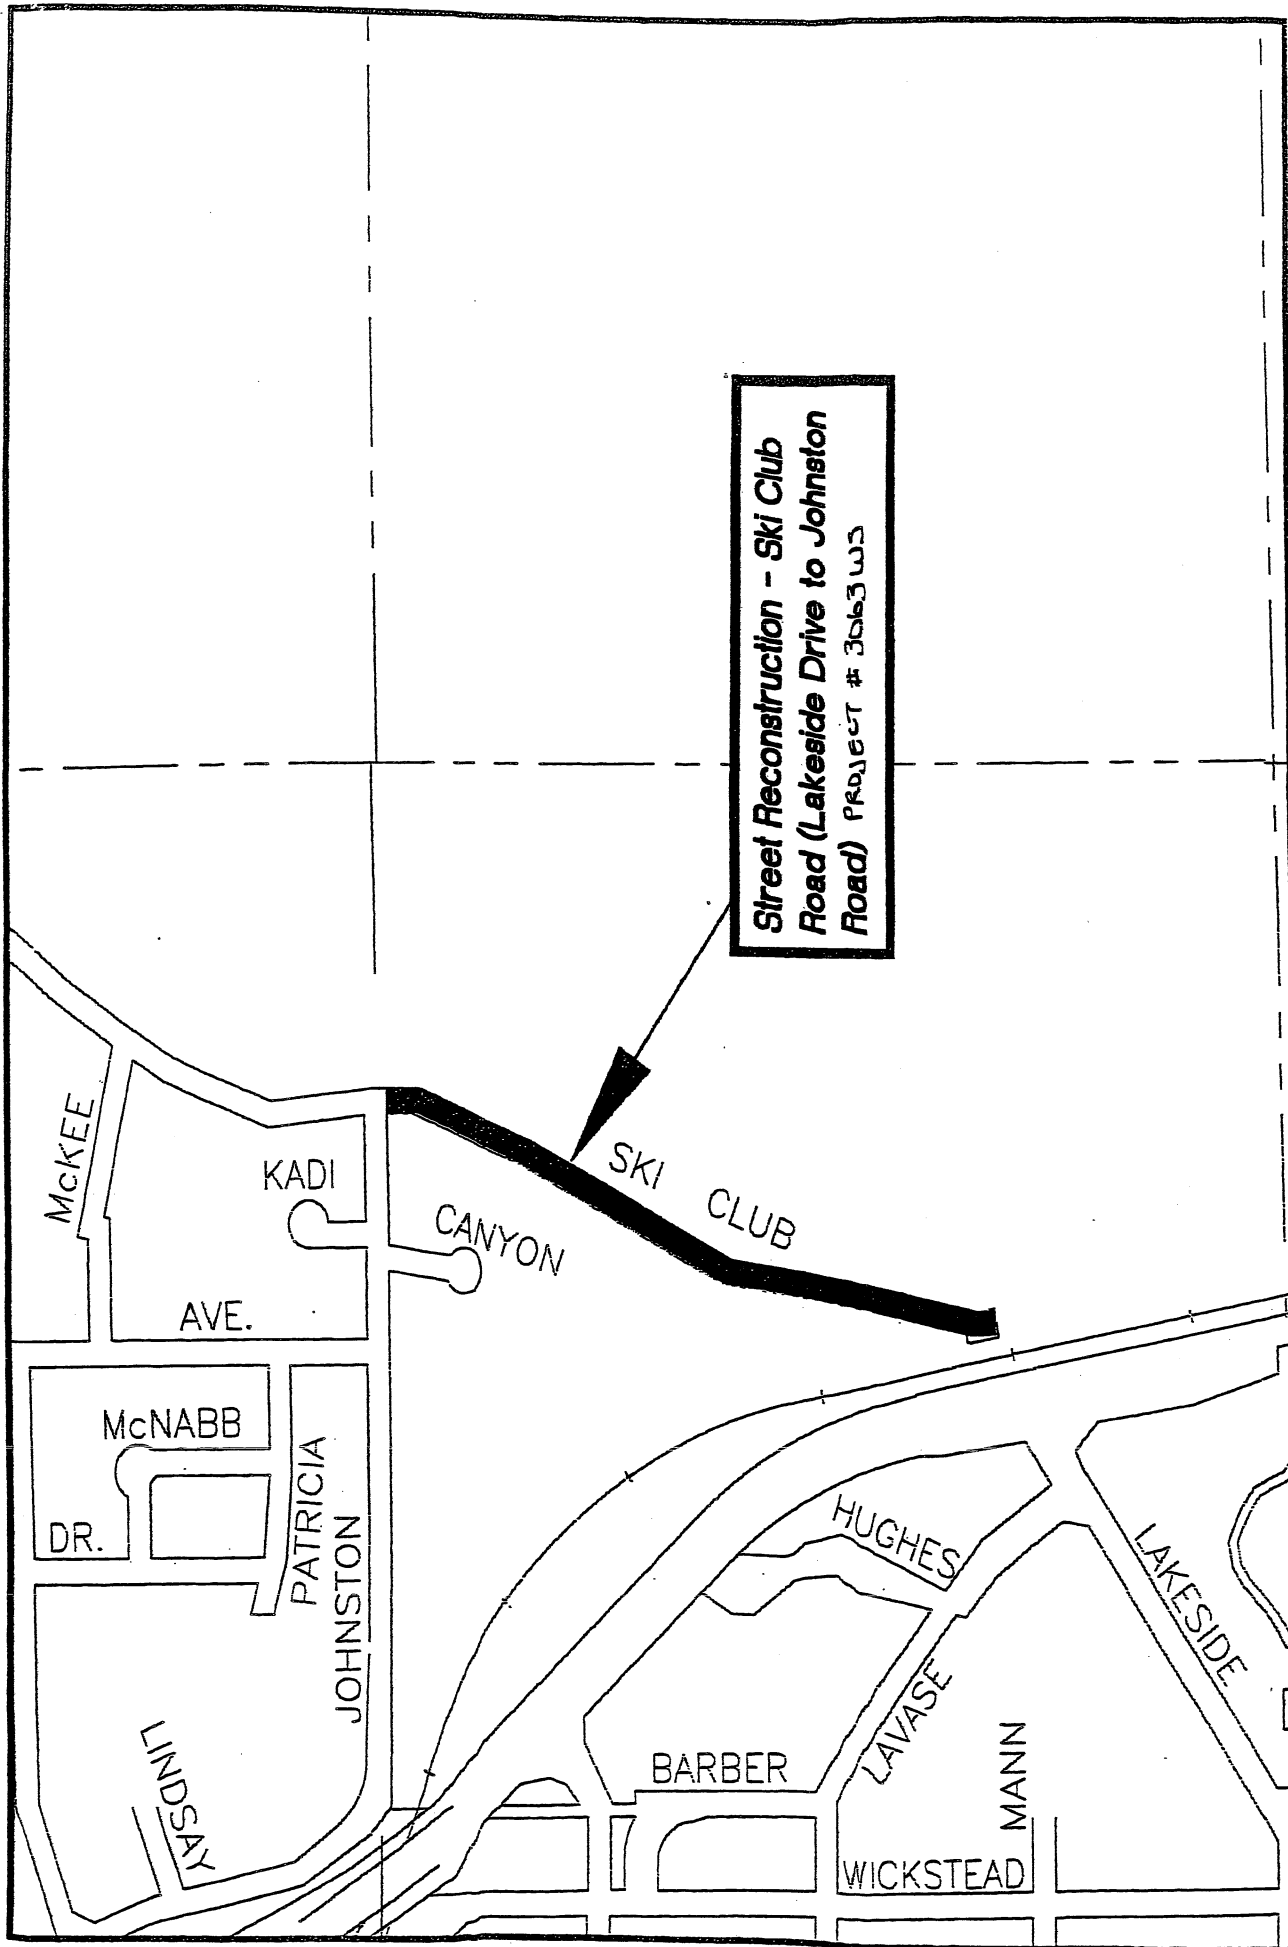 Street Reconstruction - Ski Club
Road (Lakeside Drive to Johnston
Road) PROJECT # 3063WS
McKEE
KADI
CANYON
SKI CLUB
AVE.
McNABB
DR.
PATRICIA
JOHNSTON
LINDSAY
HUGHES
LAKESIDE
LAVASE
BARBER
MANN
WICKSTEAD